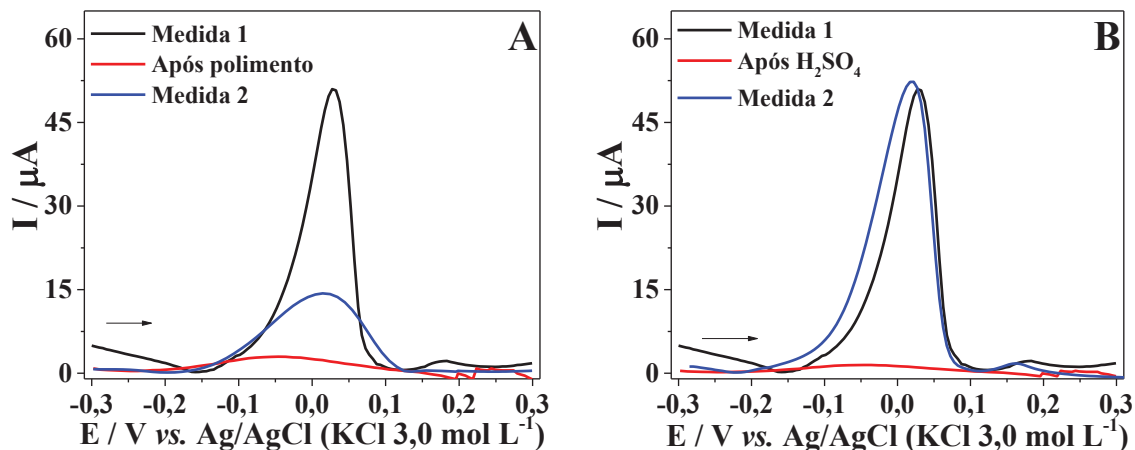 A
Medida 1
Após polimento
Medida 2
60
45
30
15
0
I / µA
-0,3 -0,2 -0,1 0,0 0,1 0,2 0,3
E / V vs. Ag/AgCl (KCl 3,0 mol L⁻¹)
B
Medida 1
Após H₂SO₄
Medida 2
60
45
30
15
0
I / µA
-0,3 -0,2 -0,1 0,0 0,1 0,2 0,3
E / V vs. Ag/AgCl (KCl 3,0 mol L⁻¹)